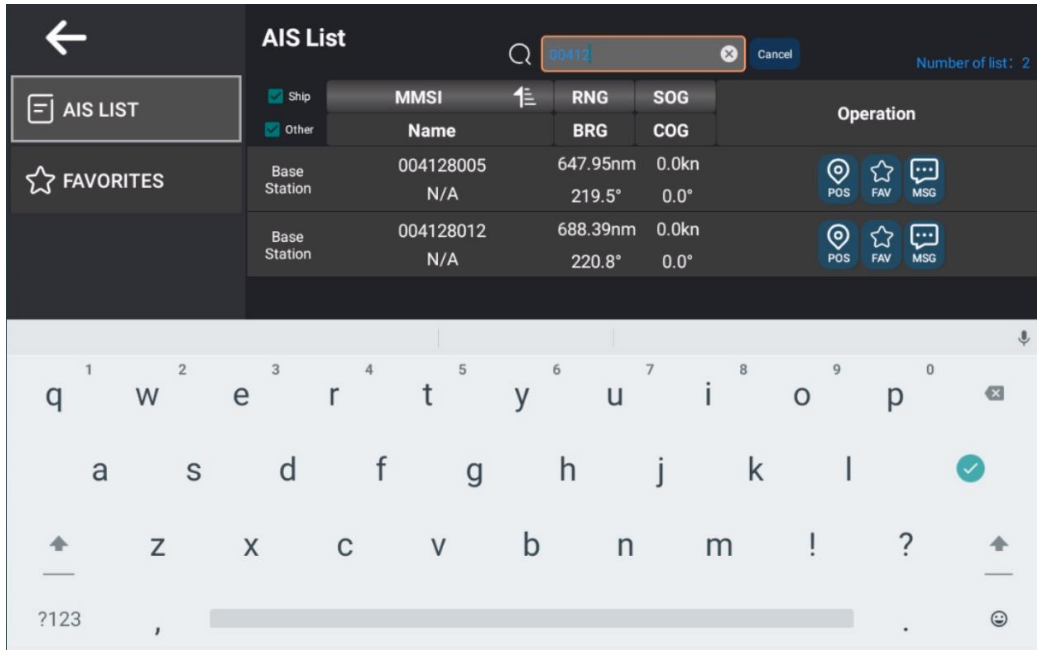 AIS List
00412
Cancel
Number of list: 2
AIS LIST
FAVORITES
Ship MMSI RNG SOG Operation
Other Name BRG COG
Base Station 004128005 647.95nm 0.0kn
N/A 219.5° 0.0°
POS FAV MSG
Base Station 004128012 688.39nm 0.0kn
N/A 220.8° 0.0°
POS FAV MSG
1 2 3 4 5 6 7 8 9 0
q w e r t y u i o p
a s d f g h j k l
z x c v b n m ! ?
?123 , .